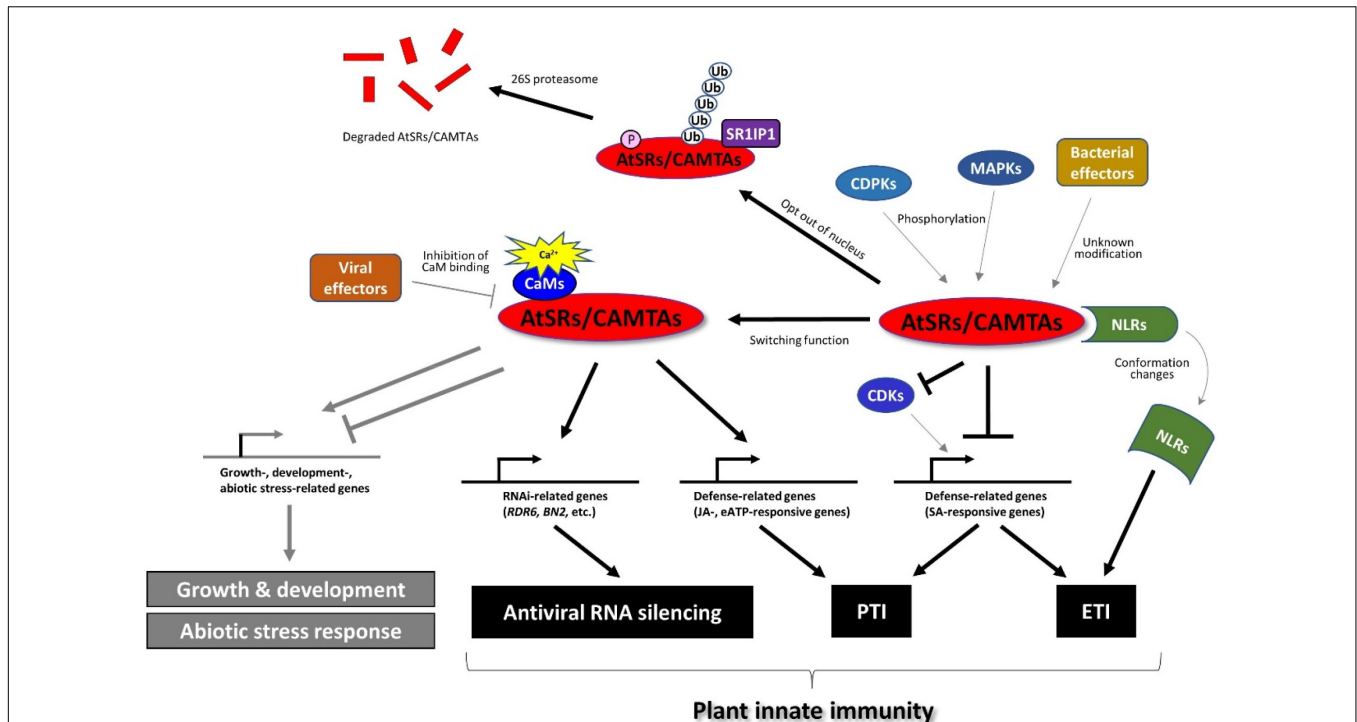 26S proteasome
Degraded AtSRs/CAMTAs
Ub
Ub
Ub
Ub
Ub
P
SR1IP1
AtSRs/CAMTAs
CDPKs
MAPKs
Bacterial
effectors
Phosphorylation
Unknown
modification
Opt out of nucleus
Viral
effectors
Inhibition of
CaM binding
Ca²⁺
CaMs
AtSRs/CAMTAs
Switching function
AtSRs/CAMTAs
NLRs
Conformation
changes
CDKs
NLRs
Growth-, development-,
abiotic stress-related genes
RNAi-related genes
(RDR6, BN2, etc.)
Defense-related genes
(JA-, eATP-responsive genes)
Defense-related genes
(SA-responsive genes)
Growth & development
Abiotic stress response
Antiviral RNA silencing
PTI
ETI
Plant innate immunity